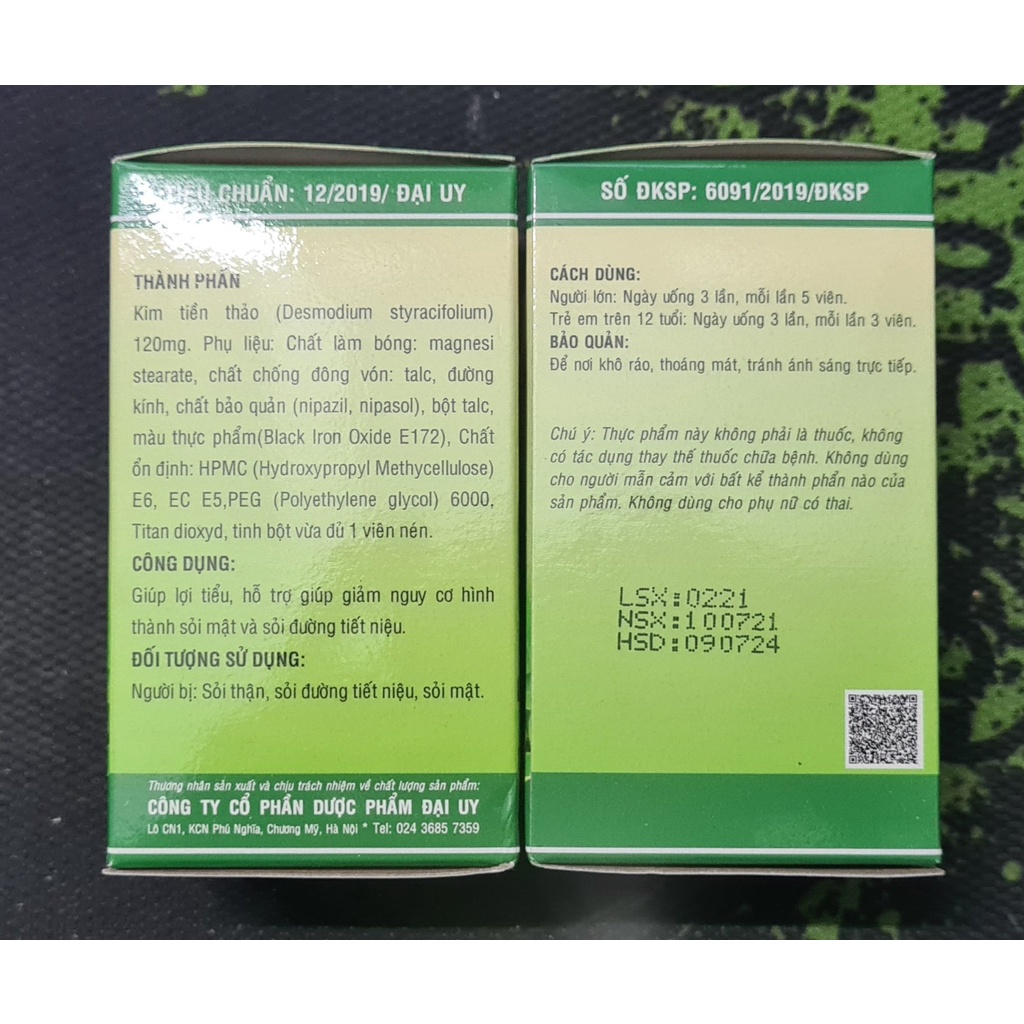 CHUẨN: 12/2019/ ĐẠI UY
THÀNH PHẦN
Kim tiền thảo (Desmodium styracifolium)
120mg. Phụ liệu: Chất làm bóng: magnesi
stearate, chất chống đông vón: talc, đường
kính, chất bảo quản (nipazil, nipasol), bột talc,
màu thực phẩm(Black Iron Oxide E172), Chất
ổn định: HPMC (Hydroxypropyl Methycellulose)
E6, EC E5,PEG (Polyethylene glycol) 6000,
Titan dioxyd, tinh bột vừa đủ 1 viên nén.
CÔNG DỤNG:
Giúp lợi tiểu, hỗ trợ giúp giảm nguy cơ hình
thành sỏi mật và sỏi đường tiết niệu.
ĐỐI TƯỢNG SỬ DỤNG:
Người bị: Sỏi thận, sỏi đường tiết niệu, sỏi mật.
Thương nhân sản xuất và chịu trách nhiệm về chất lượng sản phẩm:
CÔNG TY CỔ PHẦN DƯỢC PHẨM ĐẠI UY
Lô CN1, KCN Phú Nghĩa, Chương Mỹ, Hà Nội * Tel: 024 3685 7359
SỐ ĐKSP: 6091/2019/ĐKSP
CÁCH DÙNG:
Người lớn: Ngày uống 3 lần, mỗi lần 5 viên.
Trẻ em trên 12 tuổi: Ngày uống 3 lần, mỗi lần 3 viên.
BẢO QUẢN:
Để nơi khô ráo, thoáng mát, tránh ánh sáng trực tiếp.
Chú ý: Thực phẩm này không phải là thuốc, không
có tác dụng thay thế thuốc chữa bệnh. Không dùng
cho người mẫn cảm với bất kể thành phần nào của
sản phẩm. Không dùng cho phụ nữ có thai.
LSX:0221
NSX:100721
HSD:090724